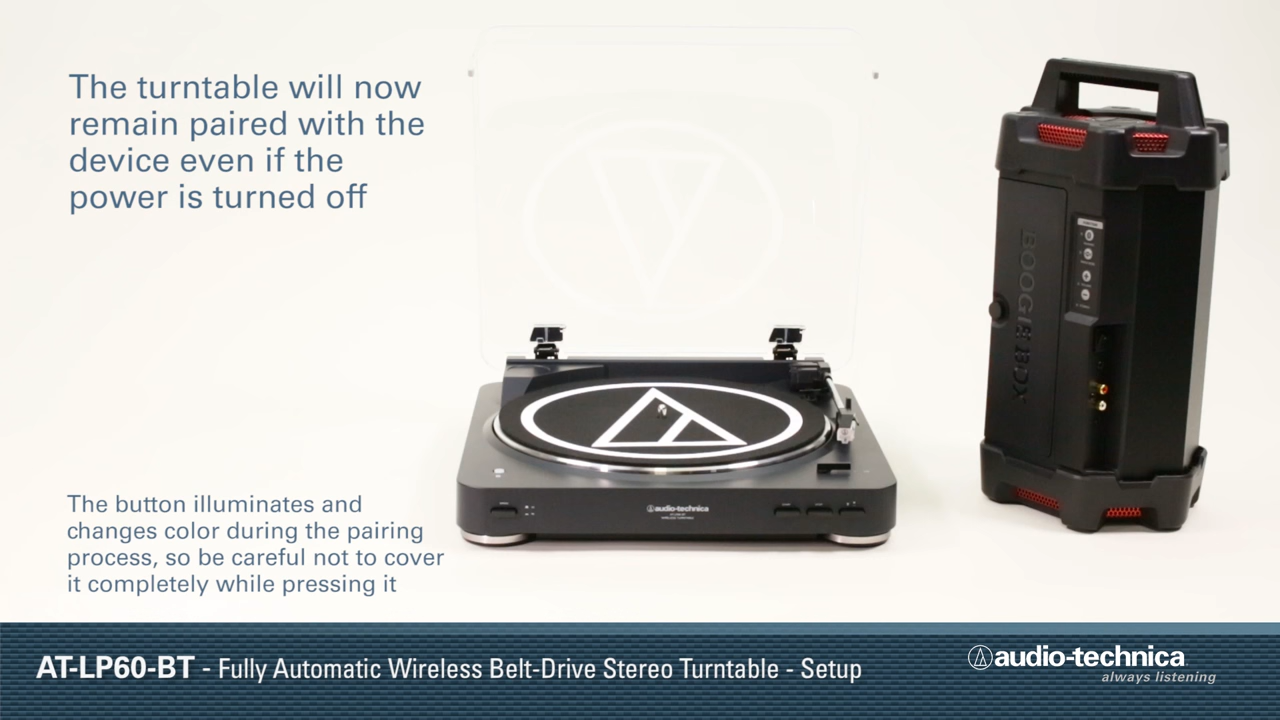 The turntable will now
remain paired with the
device even if the
power is turned off
BOOGIE BOX
audio-technica
The button illuminates and
changes color during the pairing
process, so be careful not to cover
it completely while pressing it
AT-LP60-BT - Fully Automatic Wireless Belt-Drive Stereo Turntable - Setup
audio-technica
always listening